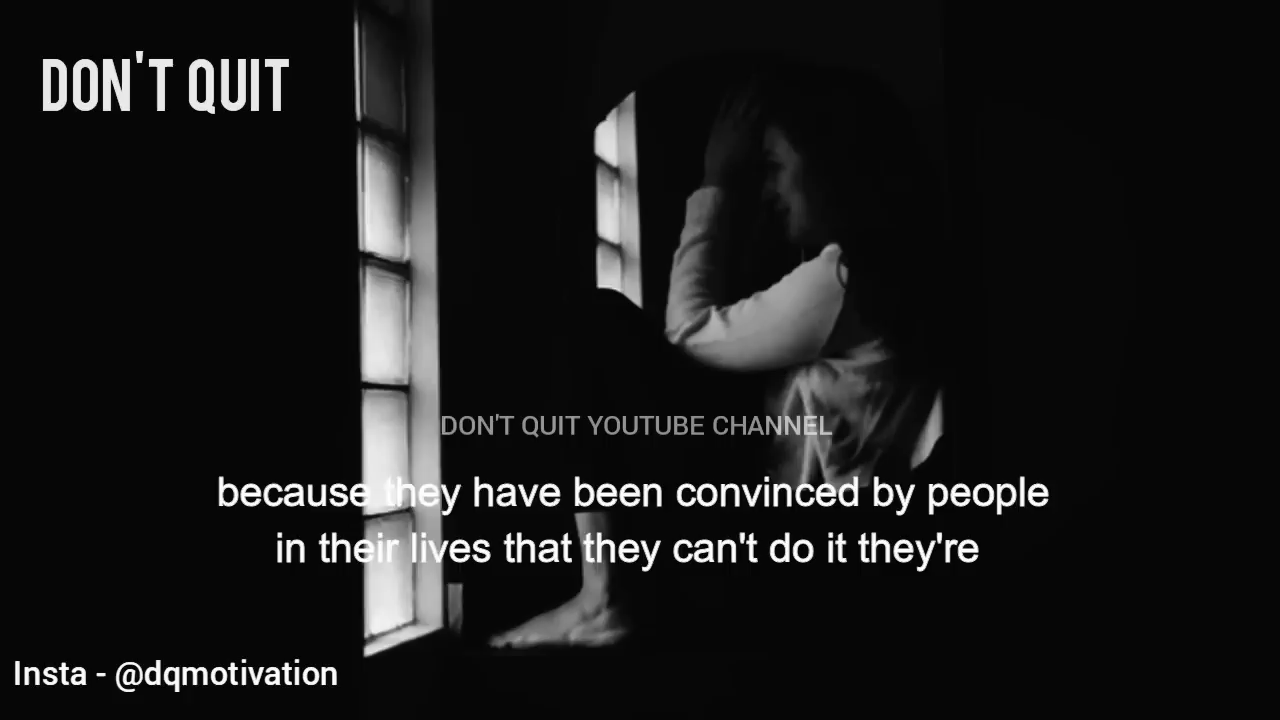 DON'T QUIT
DON'T QUIT YOUTUBE CHANNEL
because they have been convinced by people
in their lives that they can't do it they're
Insta - @dqmotivation